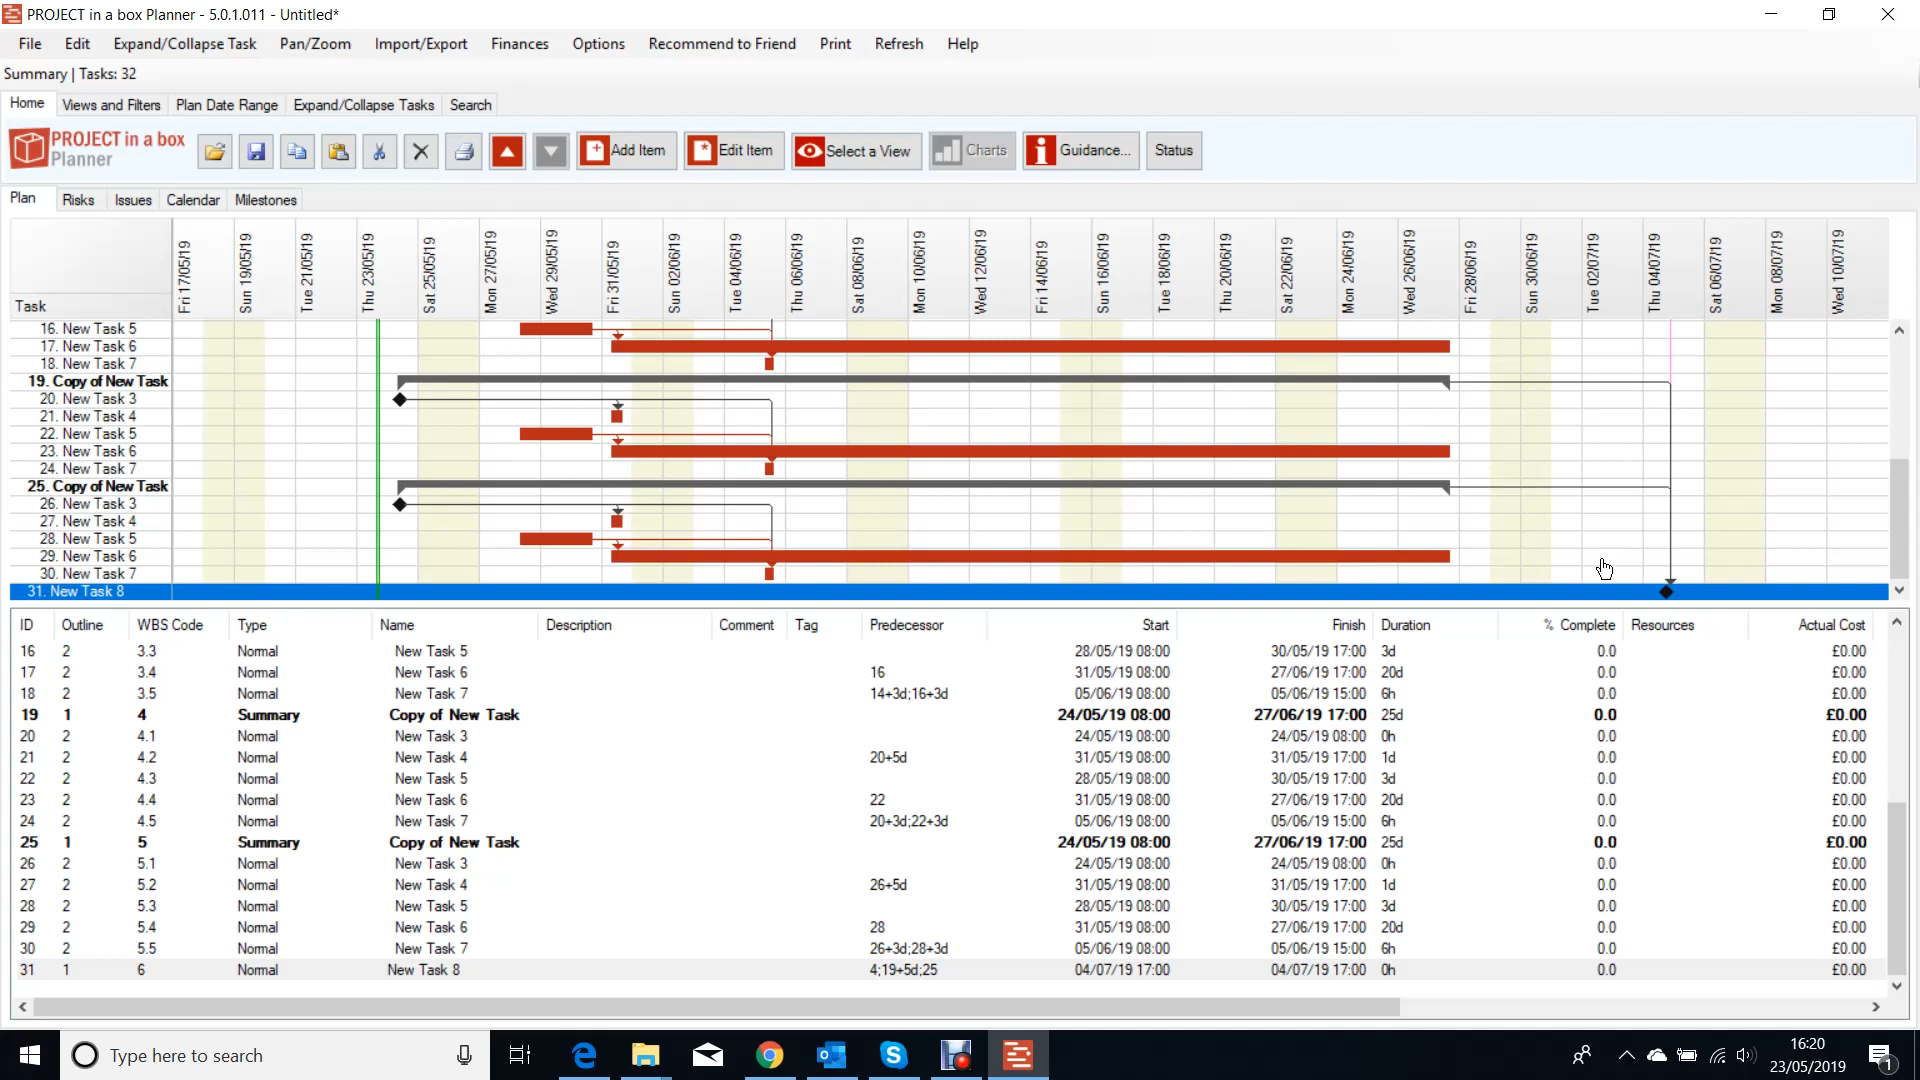 PROJECT in a box Planner - 5.0.1.011 - Untitled*
File Edit Expand/Collapse Task Pan/Zoom Import/Export Finances Options Recommend to Friend Print Refresh Help
Summary | Tasks: 32
Home Views and Filters Plan Date Range Expand/Collapse Tasks Search
PROJECT in a box
Planner
Add Item Edit Item Select a View Charts Guidance... Status
Plan Risks Issues Calendar Milestones
Fri 17/05/19 Sun 19/05/19 Tue 21/05/19 Thu 23/05/19 Sat 25/05/19 Mon 27/05/19 Wed 29/05/19 Fri 31/05/19 Sun 02/06/19 Tue 04/06/19 Thu 06/06/19 Sat 08/06/19 Mon 10/06/19 Wed 12/06/19 Fri 14/06/19 Sun 16/06/19 Tue 18/06/19 Thu 20/06/19 Sat 22/06/19 Mon 24/06/19 Wed 26/06/19 Fri 28/06/19 Sun 30/06/19 Tue 02/07/19 Thu 04/07/19 Sat 06/07/19 Mon 08/07/19 Wed 10/07/19
Task
16. New Task 5
17. New Task 6
18. New Task 7
19. Copy of New Task
20. New Task 3
21. New Task 4
22. New Task 5
23. New Task 6
24. New Task 7
25. Copy of New Task
26. New Task 3
27. New Task 4
28. New Task 5
29. New Task 6
30. New Task 7
31. New Task 8
ID Outline WBS Code Type Name Description Comment Tag Predecessor Start Finish Duration % Complete Resources Actual Cost
16 2 3.3 Normal New Task 5 28/05/19 08:00 30/05/19 17:00 3d 0.0 £0.00
17 2 3.4 Normal New Task 6 16 31/05/19 08:00 27/06/19 17:00 20d 0.0 £0.00
18 2 3.5 Normal New Task 7 14+3d;16+3d 05/06/19 08:00 05/06/19 15:00 6h 0.0 £0.00
19 1 4 Summary Copy of New Task 24/05/19 08:00 27/06/19 17:00 25d 0.0 £0.00
20 2 4.1 Normal New Task 3 24/05/19 08:00 24/05/19 08:00 0h 0.0 £0.00
21 2 4.2 Normal New Task 4 20+5d 31/05/19 08:00 31/05/19 17:00 1d 0.0 £0.00
22 2 4.3 Normal New Task 5 28/05/19 08:00 30/05/19 17:00 3d 0.0 £0.00
23 2 4.4 Normal New Task 6 22 31/05/19 08:00 27/06/19 17:00 20d 0.0 £0.00
24 2 4.5 Normal New Task 7 20+3d;22+3d 05/06/19 08:00 05/06/19 15:00 6h 0.0 £0.00
25 1 5 Summary Copy of New Task 24/05/19 08:00 27/06/19 17:00 25d 0.0 £0.00
26 2 5.1 Normal New Task 3 24/05/19 08:00 24/05/19 08:00 0h 0.0 £0.00
27 2 5.2 Normal New Task 4 26+5d 31/05/19 08:00 31/05/19 17:00 1d 0.0 £0.00
28 2 5.3 Normal New Task 5 28/05/19 08:00 30/05/19 17:00 3d 0.0 £0.00
29 2 5.4 Normal New Task 6 28 31/05/19 08:00 27/06/19 17:00 20d 0.0 £0.00
30 2 5.5 Normal New Task 7 26+3d;28+3d 05/06/19 08:00 05/06/19 15:00 6h 0.0 £0.00
31 1 6 Normal New Task 8 4;19+5d;25 04/07/19 17:00 04/07/19 17:00 0h 0.0 £0.00
Type here to search
16:20
23/05/2019
1